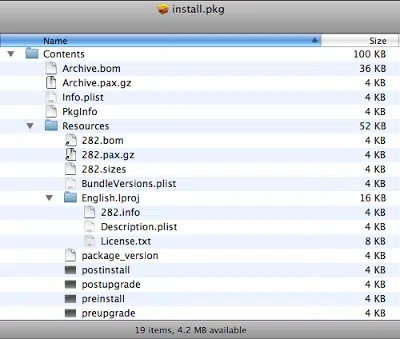 install.pkg
Name Size
Contents 100 KB
Archive.bom 36 KB
Archive.pax.gz 4 KB
Info.plist 4 KB
PkgInfo 4 KB
Resources 52 KB
282.bom 4 KB
282.pax.gz 4 KB
282.sizes 4 KB
BundleVersions.plist 4 KB
English.lproj 16 KB
282.info 4 KB
Description.plist 4 KB
License.txt 8 KB
package_version 4 KB
postinstall 4 KB
postupgrade 4 KB
preinstall 4 KB
preupgrade 4 KB
19 items, 4.2 MB available